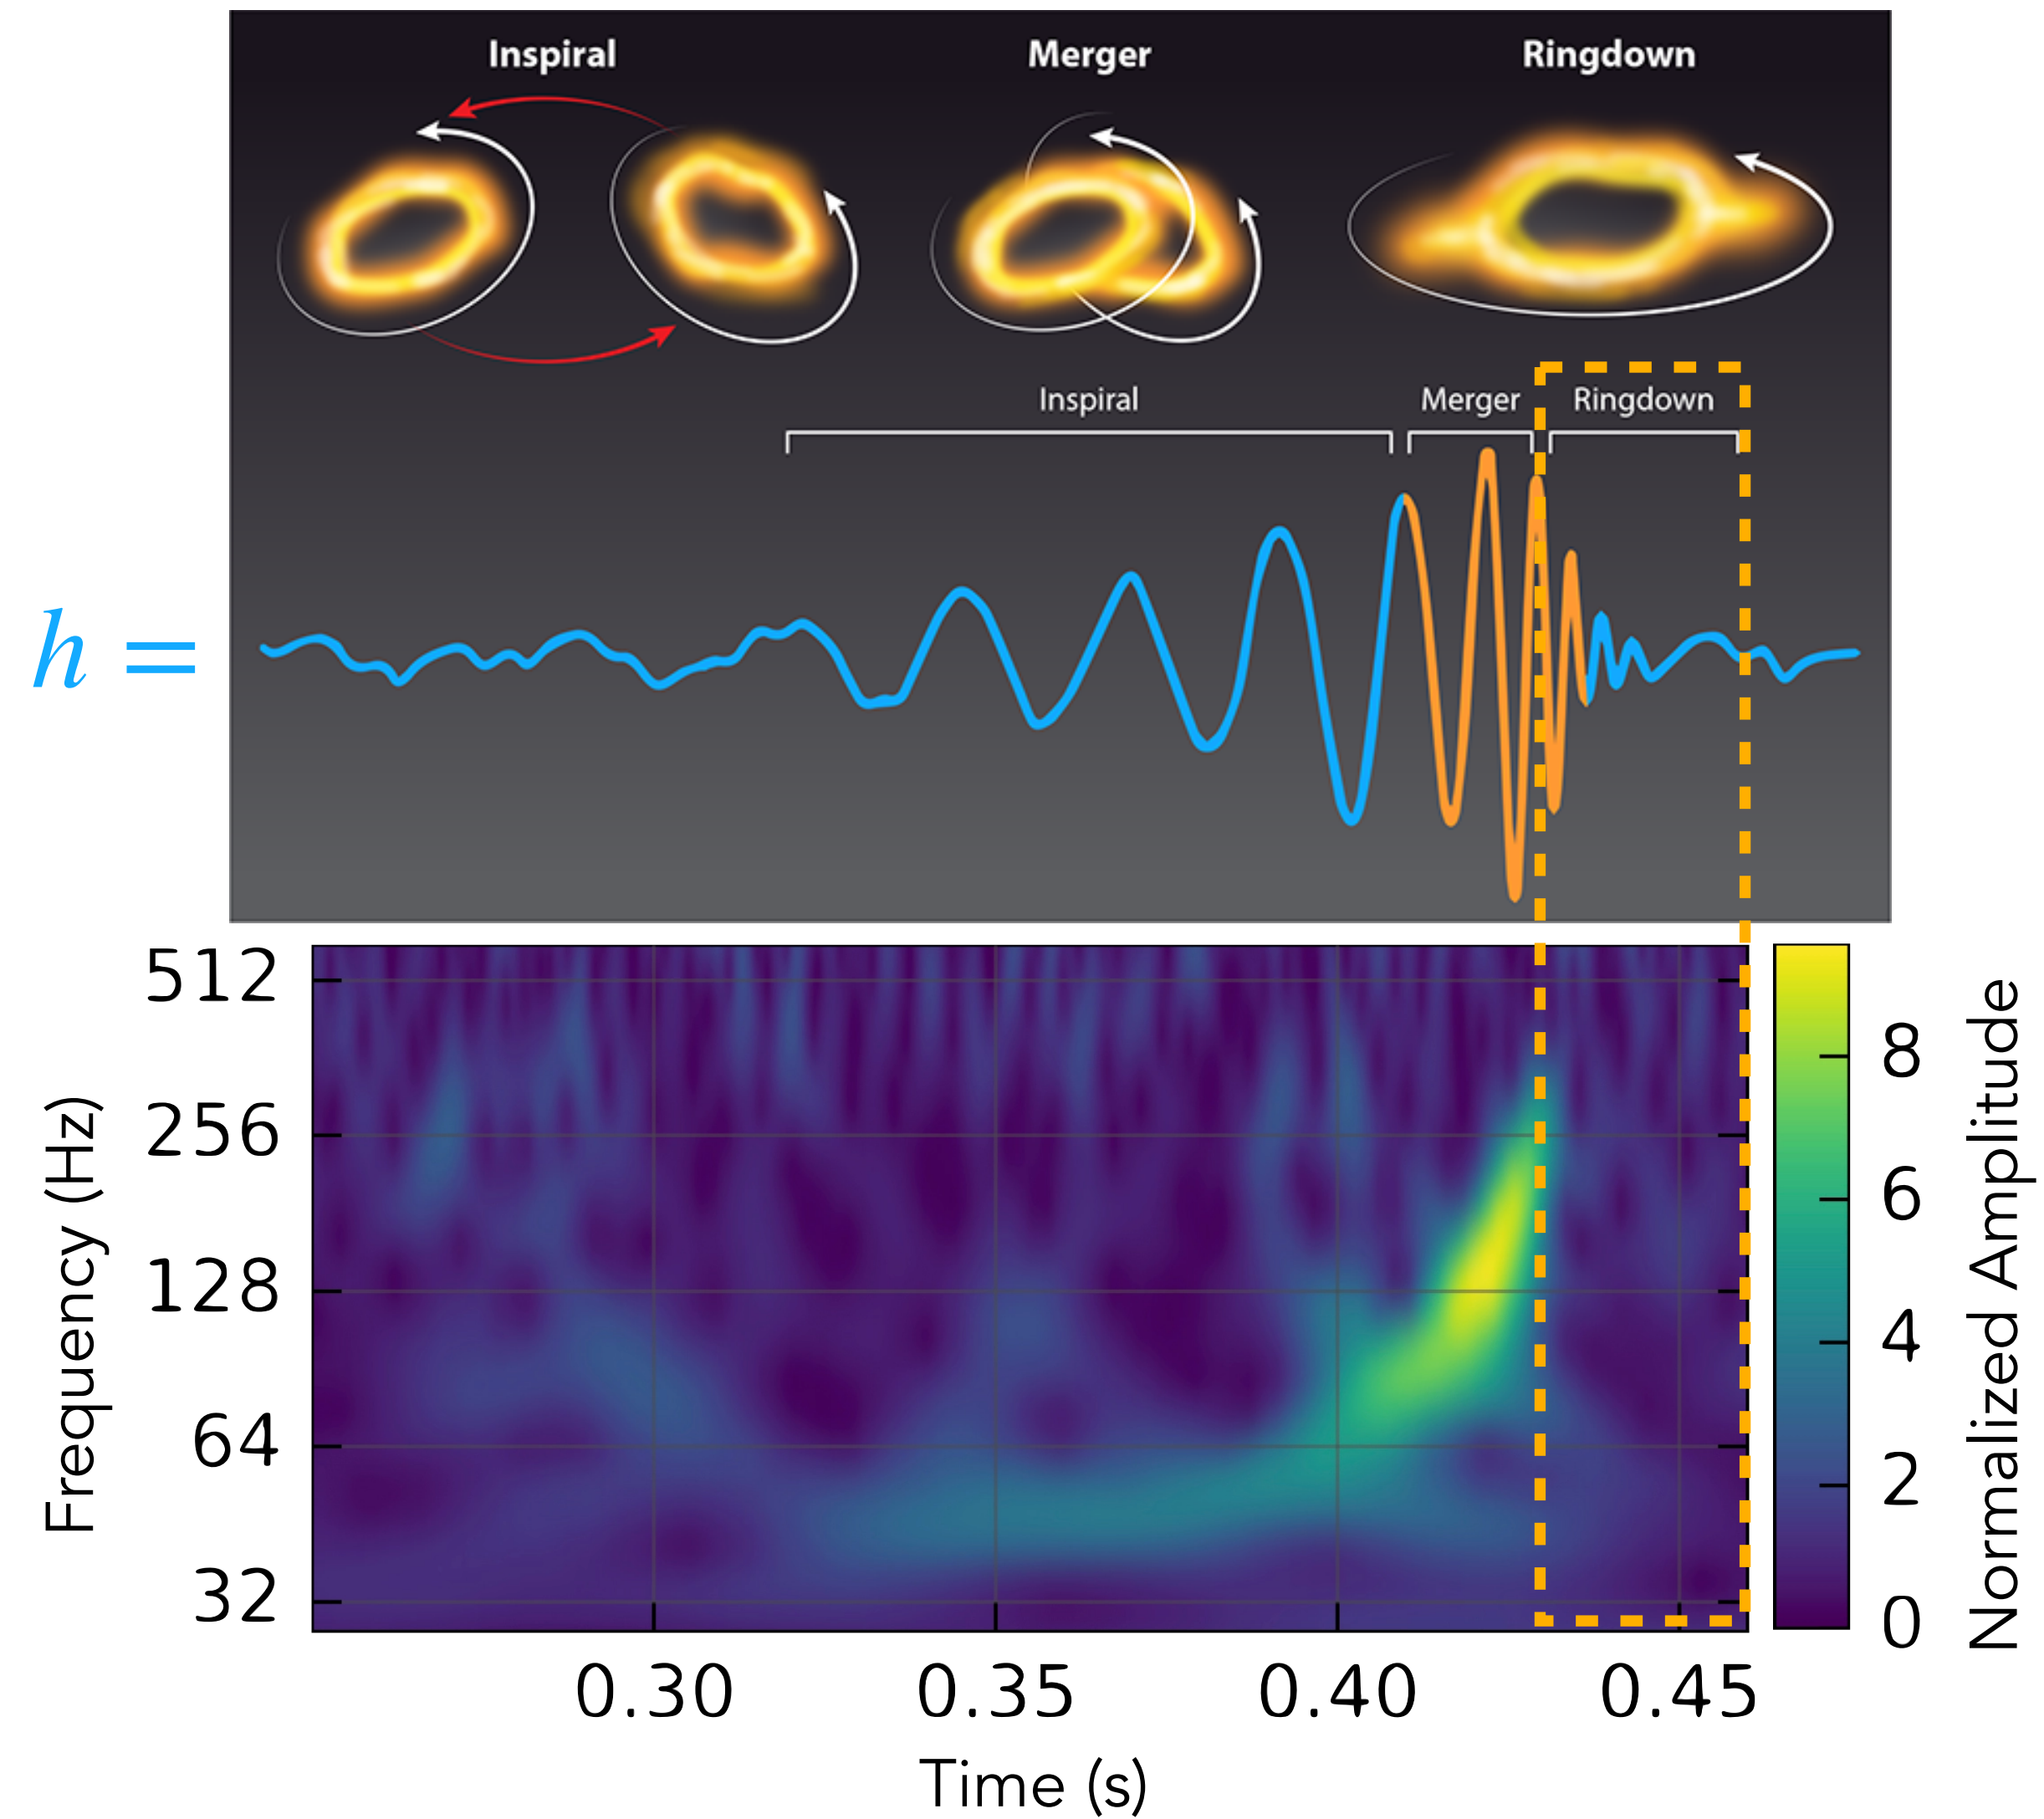 Inspiral Merger Ringdown
Inspiral Merger Ringdown
h =
512
256
128
64
32
Frequency (Hz)
0.30 0.35 0.40 0.45
Time (s)
8
6
4
2
0
Normalized Amplitude